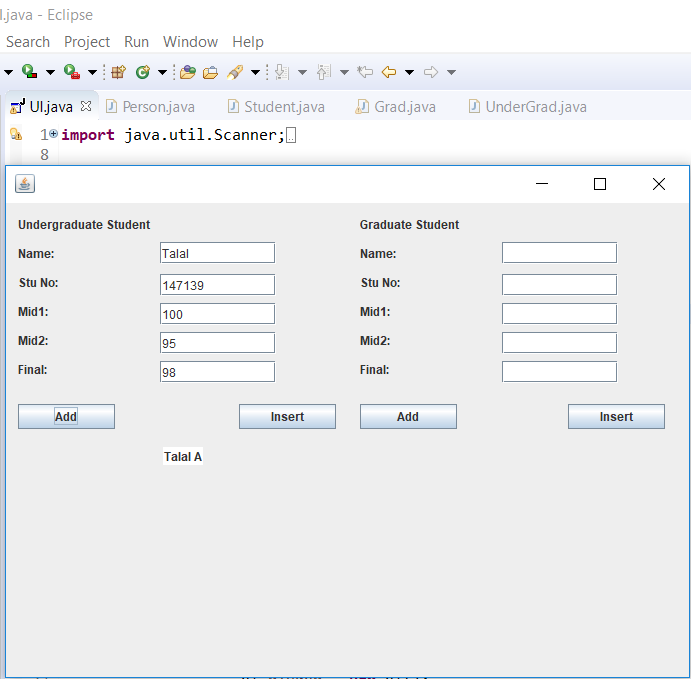 I.java - Eclipse
Search Project Run Window Help
UI.java Person.java Student.java Grad.java UnderGrad.java
1 import java.util.Scanner;
8
Undergraduate Student Graduate Student
Name: Talal Name:
Stu No: 147139 Stu No:
Mid1: 100 Mid1:
Mid2: 95 Mid2:
Final: 98 Final:
Add Insert Add Insert
Talal A